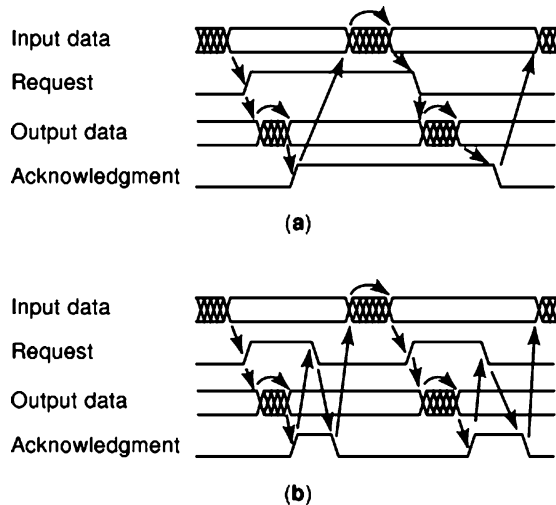 Input data
Request
Output data
Acknowledgment
(a)
Input data
Request
Output data
Acknowledgment
(b)